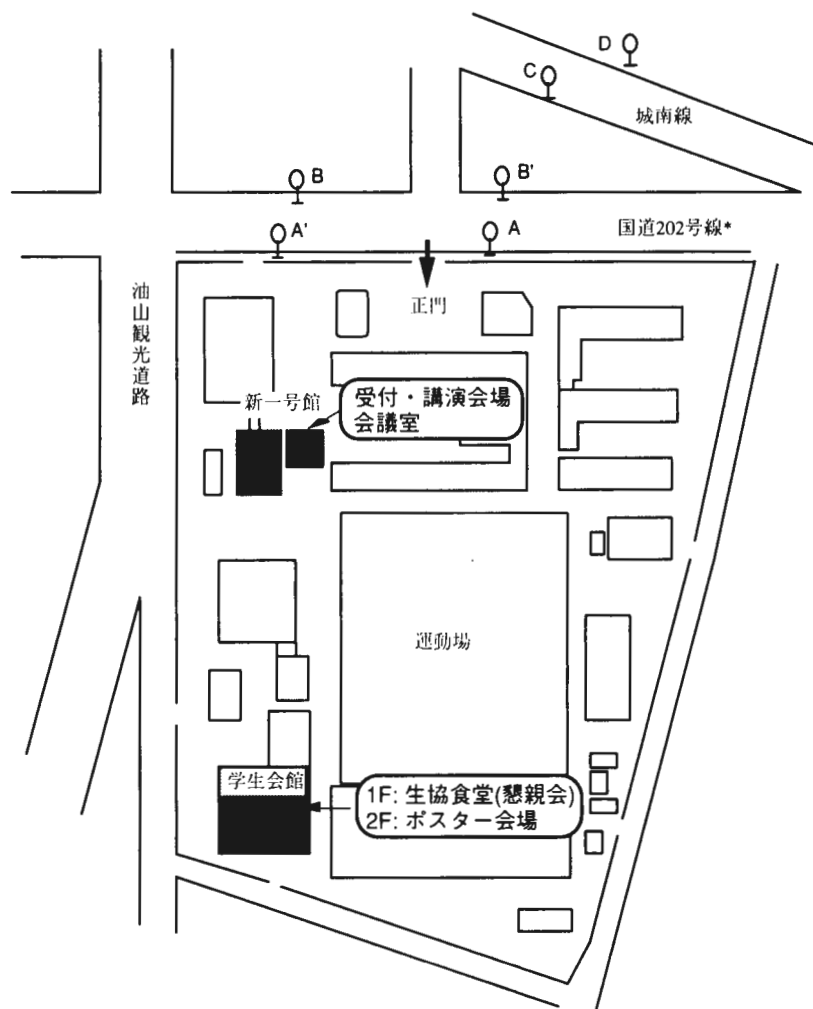 D
C
城南線
B
B'
A'
A
国道202号線*
油山観光道路
正門
新一号館
受付・講演会場
会議室
運動場
学生会館
1F: 生協食堂(懇親会)
2F: ポスター会場